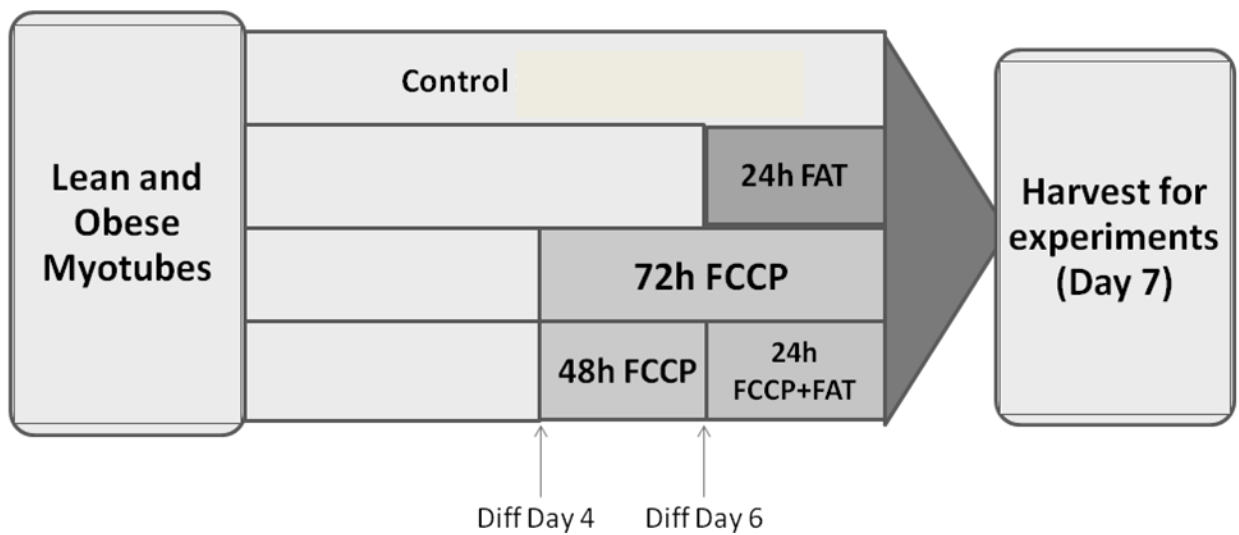 Lean and
Obese
Myotubes
Control
24h FAT
72h FCCP
48h FCCP
24h
FCCP+FAT
Harvest for
experiments
(Day 7)
Diff Day 4
Diff Day 6